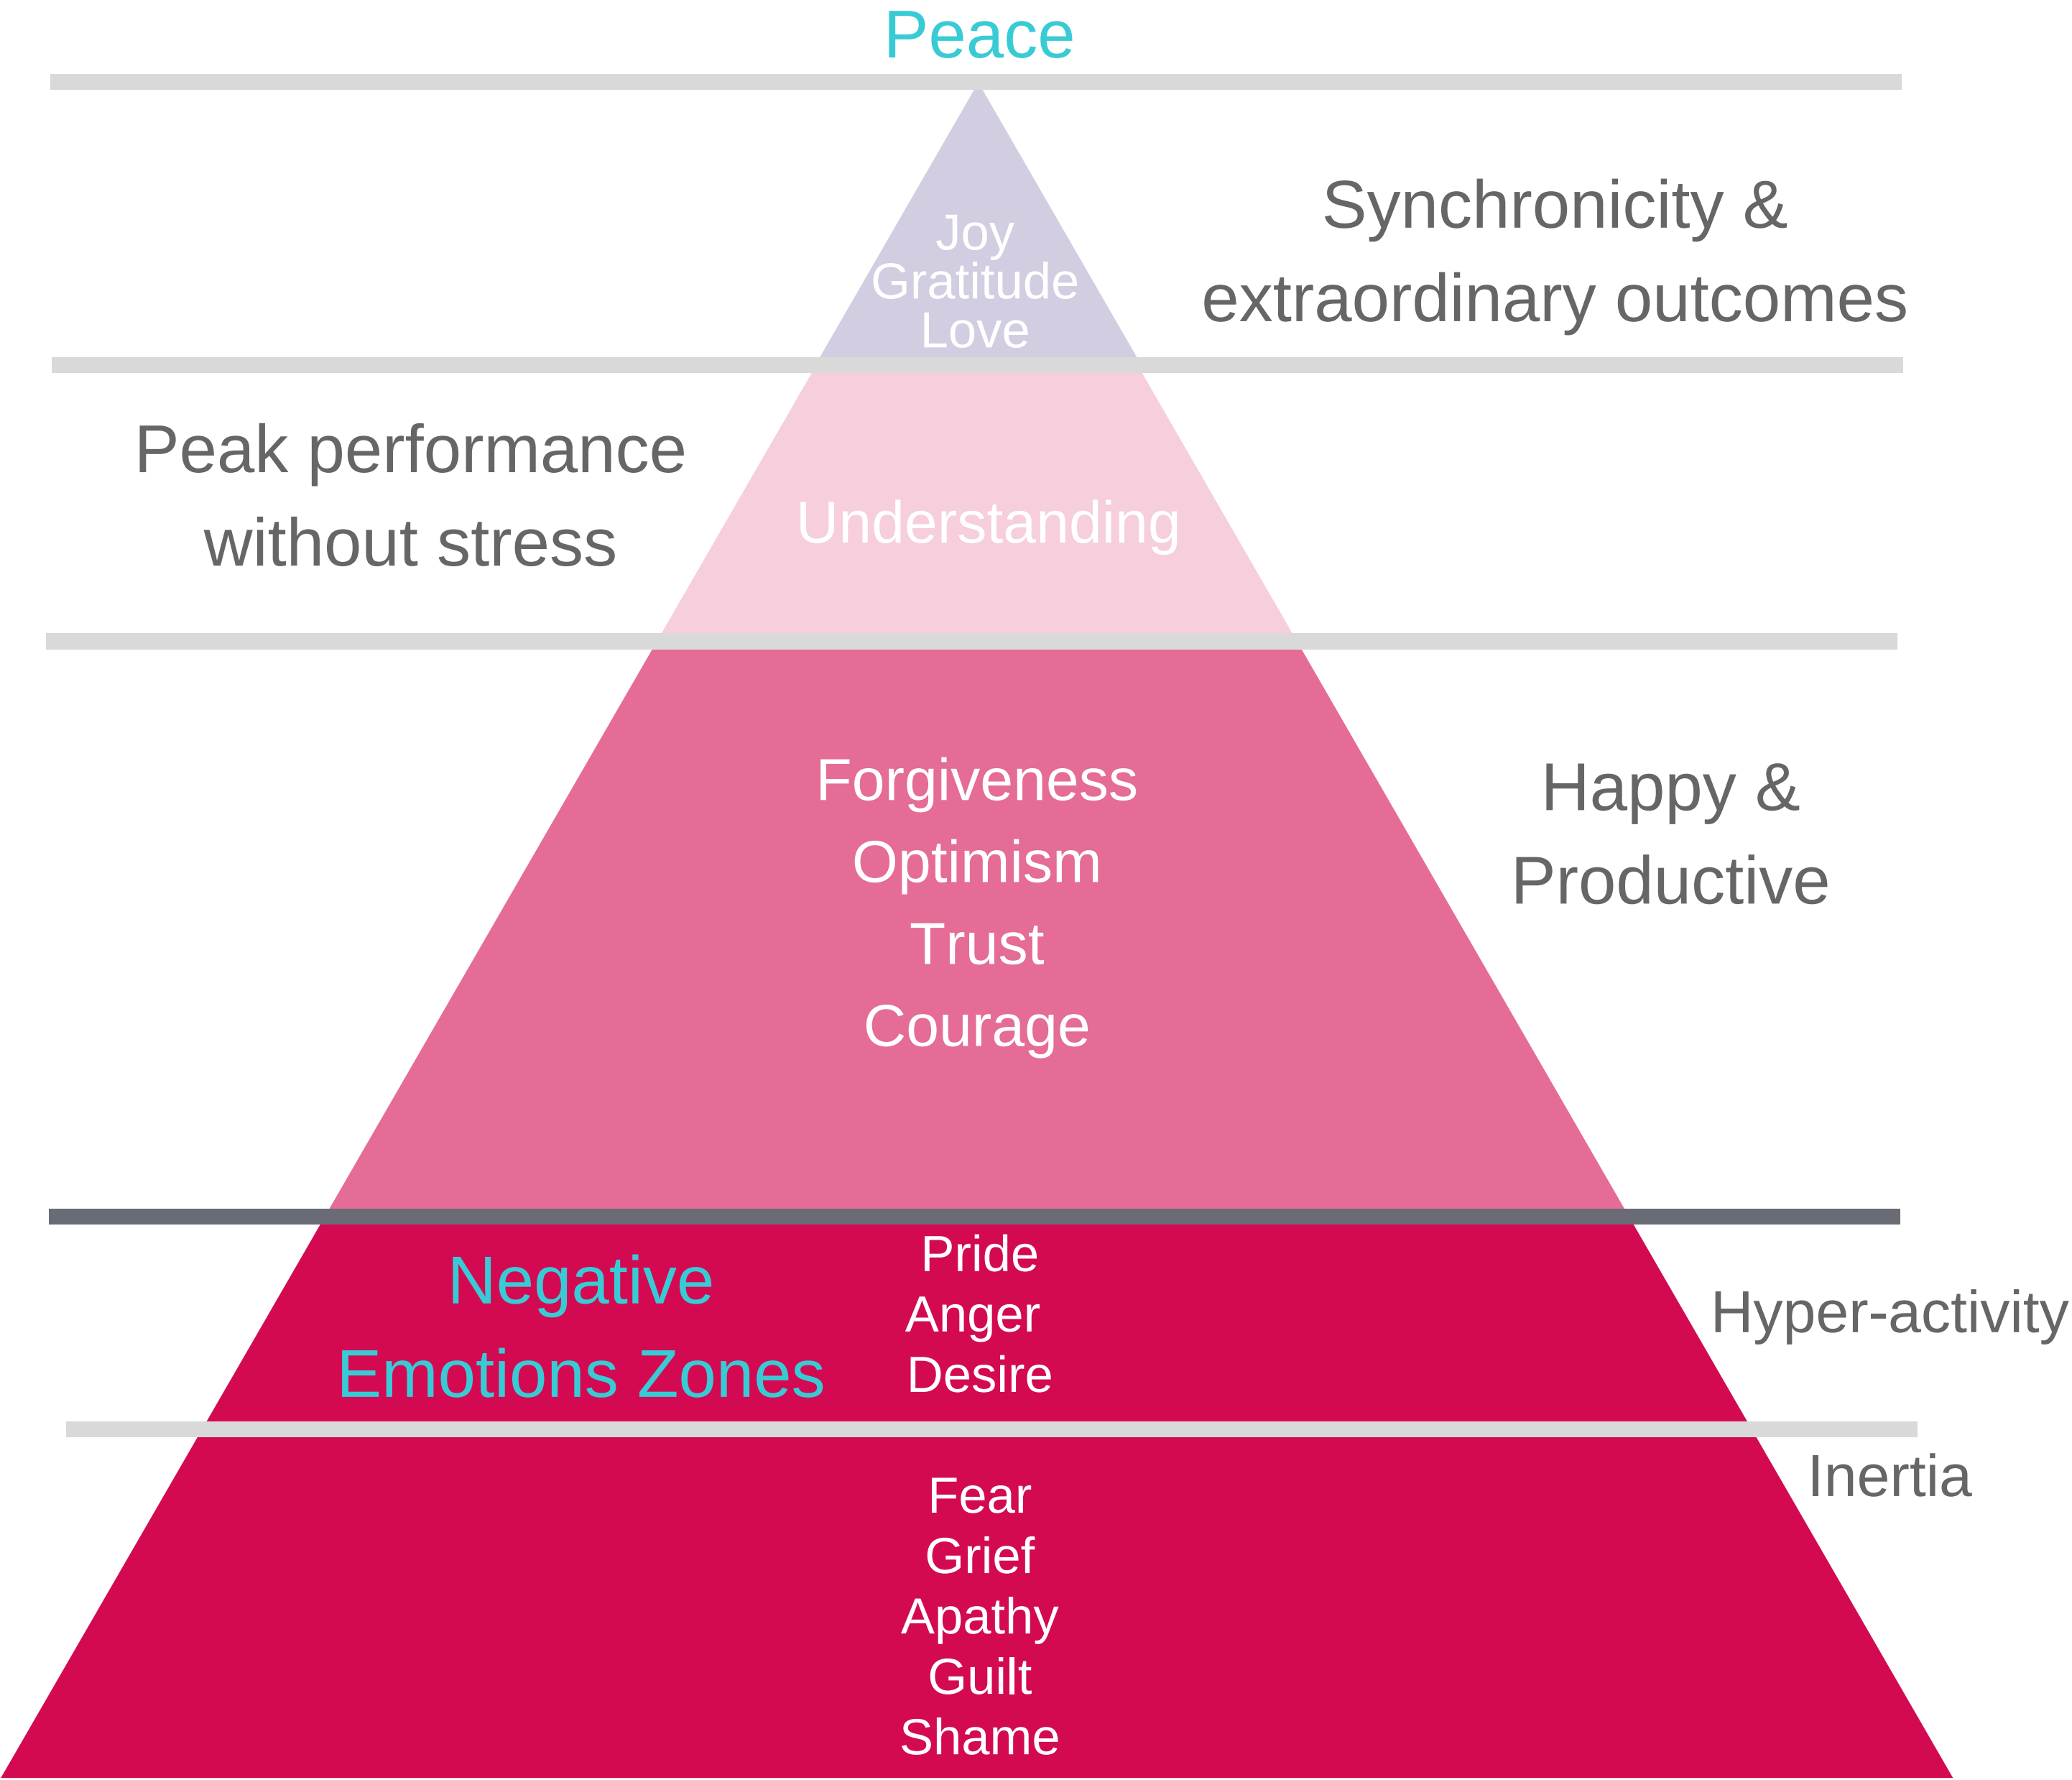 Peace
Synchronicity &
extraordinary outcomes
Joy
Gratitude
Love
Peak performance
without stress
Understanding
Forgiveness
Optimism
Trust
Courage
Happy &
Productive
Negative
Emotions Zones
Pride
Anger
Desire
Hyper-activity
Inertia
Fear
Grief
Apathy
Guilt
Shame